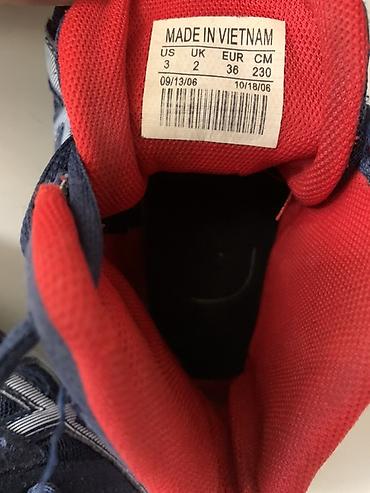 MADE IN VIETNAM
US UK EUR CM
3 2 36 230
09/13/06 10/18/06